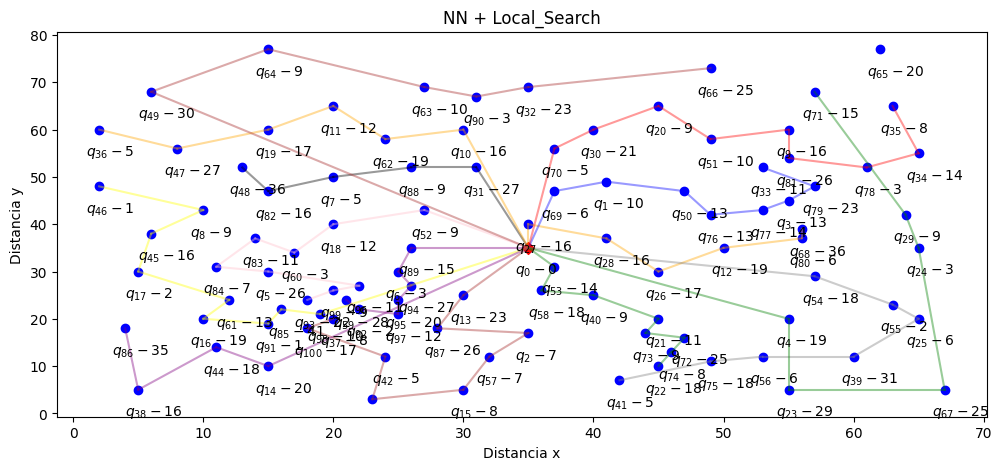 NN + Local_Search
Distancia y
80
70
60
50
40
30
20
10
0
q65 − 20
q64 − 9
q66 − 25
q63 − 10
q32 − 23
q71 − 15
q49 − 30
q90 − 3
q35 − 8
q11 − 12
q20 − 9
q36 − 5
q19 − 17
q10 − 16
q30 − 21
q9 − 16
q47 − 27
q62 − 19
q70 − 5
q51 − 10
q34 − 14
q48 − 36
q88 − 9
q31 − 27
q33 − 11
q81 − 26
q78 − 3
q46 − 1
q82 − 16
q7 − 5
q69 − 6
q1 − 10
q50 − 13
q3 − 13
q79 − 23
q8 − 9
q18 − 12
q52 − 9
q27 − 16
q76 − 13
q29 − 9
q45 − 16
q83 − 11
q28 − 16
q68 − 36
q80 − 6
q17 − 2
q84 − 7
q5 − 26
q60 − 3
q89 − 15
q0 − 0
q26 − 17
q12 − 19
q24 − 3
q6 − 3
q53 − 14
q54 − 18
q16 − 19
q61 − 13
q94 − 27
q13 − 23
q58 − 18
q40 − 9
q86 − 35
q91 − 1
q95 − 20
q97 − 12
q21 − 11
q4 − 19
q55 − 2
q25 − 6
q44 − 18
q14 − 20
q100 − 17
q87 − 26
q2 − 7
q72 − 25
q74 − 8
q38 − 16
q42 − 5
q57 − 7
q15 − 8
q41 − 5
q22 − 18
q75 − 18
q56 − 6
q39 − 31
q23 − 29
q67 − 25
0 10 20 30 40 50 60 70
Distancia x